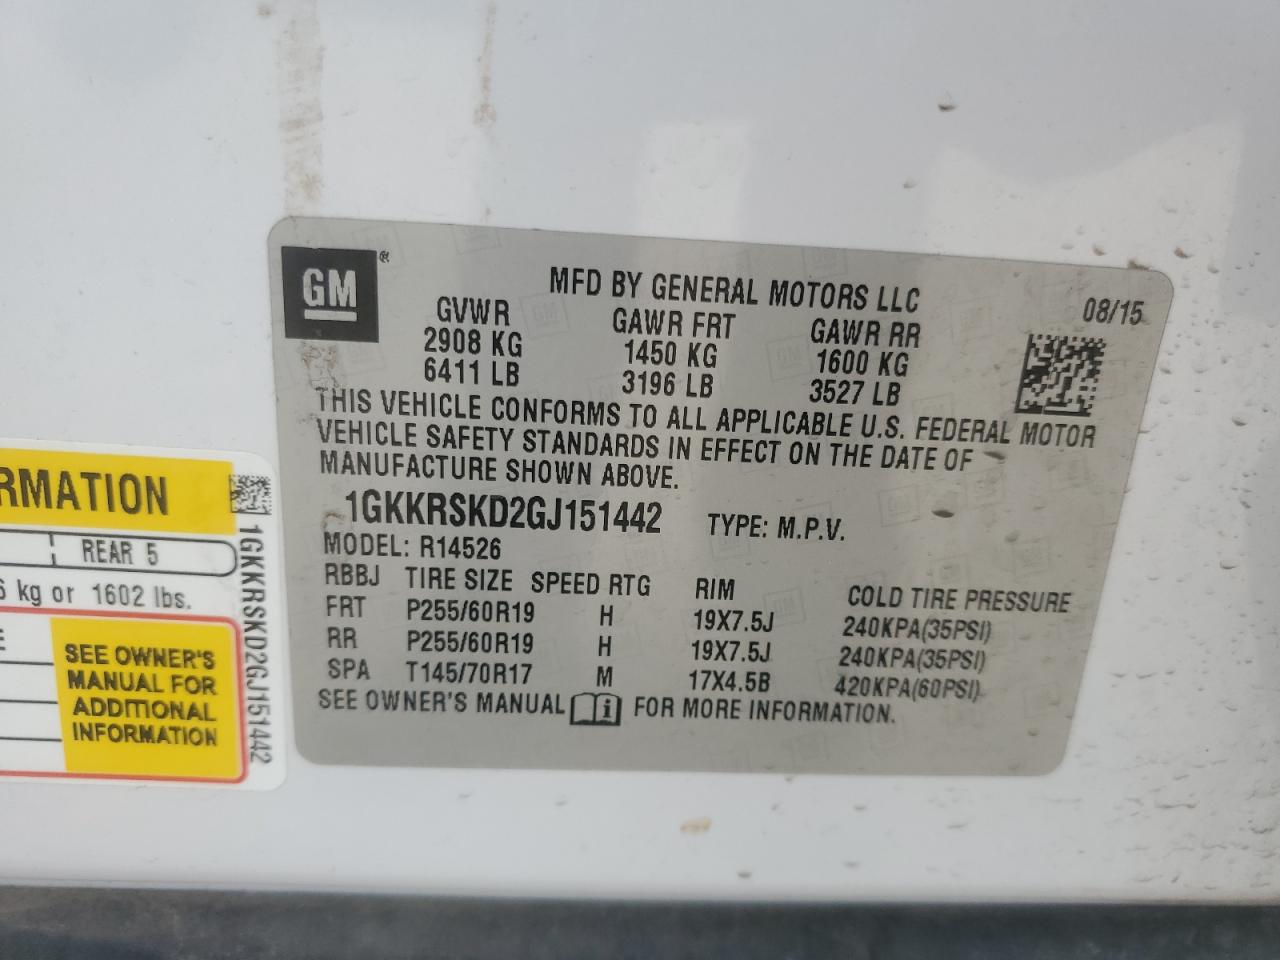 GM®
MFD BY GENERAL MOTORS LLC
08/15
GVWR GAWR FRT GAWR RR
2908 KG 1450 KG 1600 KG
6411 LB 3196 LB 3527 LB
THIS VEHICLE CONFORMS TO ALL APPLICABLE U.S. FEDERAL MOTOR
VEHICLE SAFETY STANDARDS IN EFFECT ON THE DATE OF
MANUFACTURE SHOWN ABOVE.
1GKKRSKD2GJ151442 TYPE: M.P.V.
MODEL: R14526
RBBJ TIRE SIZE SPEED RTG RIM COLD TIRE PRESSURE
FRT P255/60R19 H 19X7.5J 240KPA(35PSI)
RR P255/60R19 H 19X7.5J 240KPA(35PSI)
SPA T145/70R17 M 17X4.5B 420KPA(60PSI)
SEE OWNER'S MANUAL i FOR MORE INFORMATION.
RMATION
REAR 5
kg or 1602 lbs.
E
SEE OWNER'S
MANUAL FOR
ADDITIONAL
INFORMATION
1GKKRSKD2GJ151442